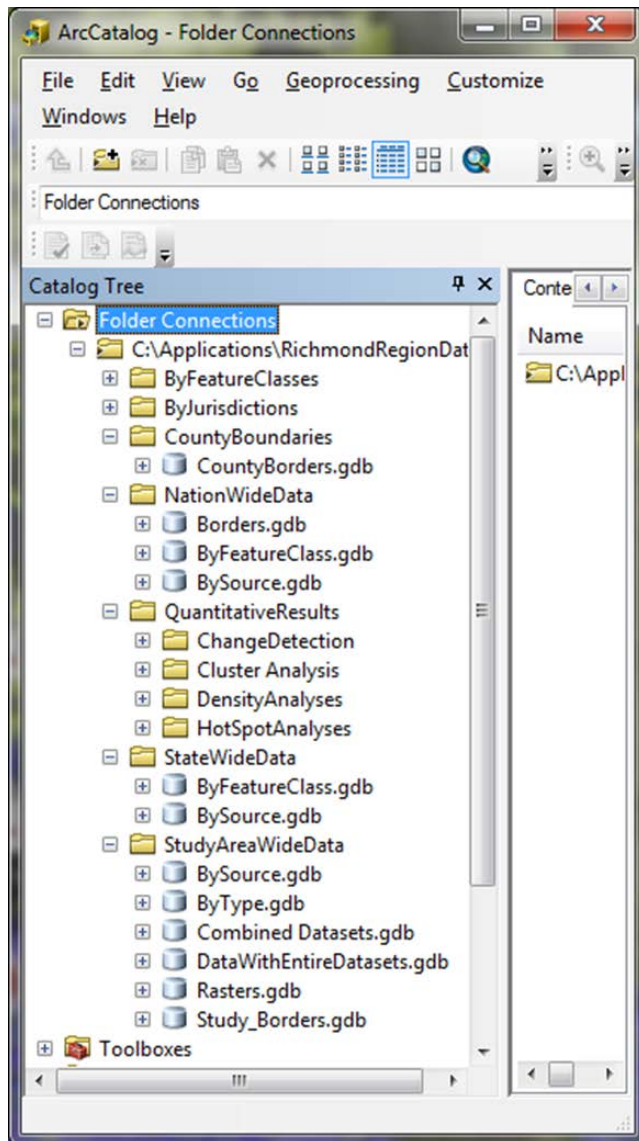 ArcCatalog - Folder Connections
File Edit View Go Geoprocessing Customize
Windows Help
Folder Connections
Catalog Tree
Folder Connections
C:\Applications\RichmondRegionDat
ByFeatureClasses
ByJurisdictions
CountyBoundaries
CountyBorders.gdb
NationWideData
Borders.gdb
ByFeatureClass.gdb
BySource.gdb
QuantitativeResults
ChangeDetection
Cluster Analysis
DensityAnalyses
HotSpotAnalyses
StateWideData
ByFeatureClass.gdb
BySource.gdb
StudyAreaWideData
BySource.gdb
ByType.gdb
Combined Datasets.gdb
DataWithEntireDatasets.gdb
Rasters.gdb
Study_Borders.gdb
Toolboxes
Conte
Name
C:\Appl